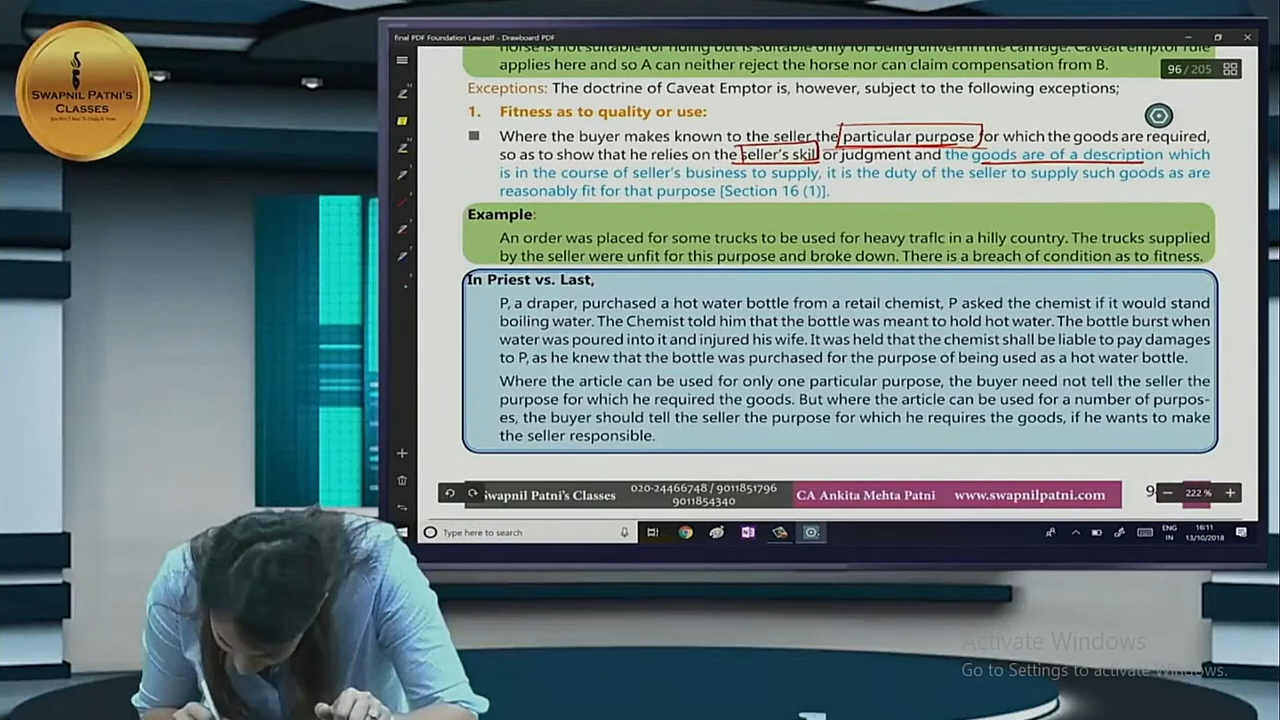 SWAPNIL PATNI'S
CLASSES
final PDF Foundation Law.pdf - Drawboard PDF
horse is not suitable for riding but is suitable only for being driven in the carriage. Caveat emptor rule
applies here and so A can neither reject the horse nor can claim compensation from B.
96 / 205
Exceptions: The doctrine of Caveat Emptor is, however, subject to the following exceptions;
1. Fitness as to quality or use:
■ Where the buyer makes known to the seller the particular purpose for which the goods are required,
so as to show that he relies on the seller's skill or judgment and the goods are of a description which
is in the course of seller's business to supply, it is the duty of the seller to supply such goods as are
reasonably fit for that purpose [Section 16 (1)].
Example:
An order was placed for some trucks to be used for heavy traflc in a hilly country. The trucks supplied
by the seller were unfit for this purpose and broke down. There is a breach of condition as to fitness.
In Priest vs. Last,
P, a draper, purchased a hot water bottle from a retail chemist, P asked the chemist if it would stand
boiling water. The Chemist told him that the bottle was meant to hold hot water. The bottle burst when
water was poured into it and injured his wife. It was held that the chemist shall be liable to pay damages
to P, as he knew that the bottle was purchased for the purpose of being used as a hot water bottle.
Where the article can be used for only one particular purpose, the buyer need not tell the seller the
purpose for which he required the goods. But where the article can be used for a number of purpos-
es, the buyer should tell the seller the purpose for which he requires the goods, if he wants to make
the seller responsible.
Swapnil Patni's Classes
020-24466748 / 9011851796
9011854340
CA Ankita Mehta Patni www.swapnilpatni.com
9
222 %
Type here to search
ENG
IN
16:11
13/10/2018
Activate Windows
Go to Settings to activate Windows.